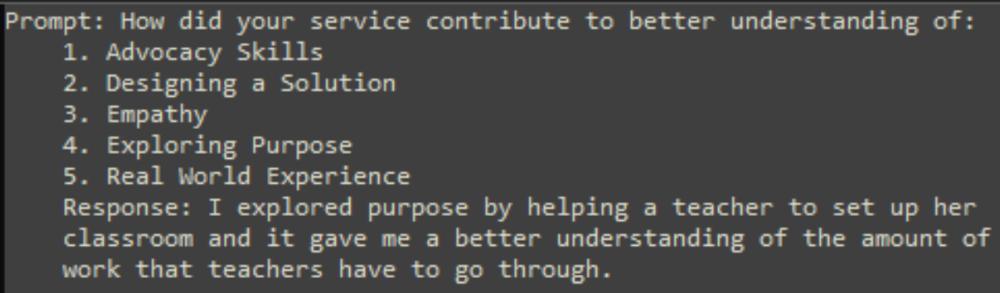 Prompt: How did your service contribute to better understanding of:
1. Advocacy Skills
2. Designing a Solution
3. Empathy
4. Exploring Purpose
5. Real World Experience
Response: I explored purpose by helping a teacher to set up her
classroom and it gave me a better understanding of the amount of
work that teachers have to go through.